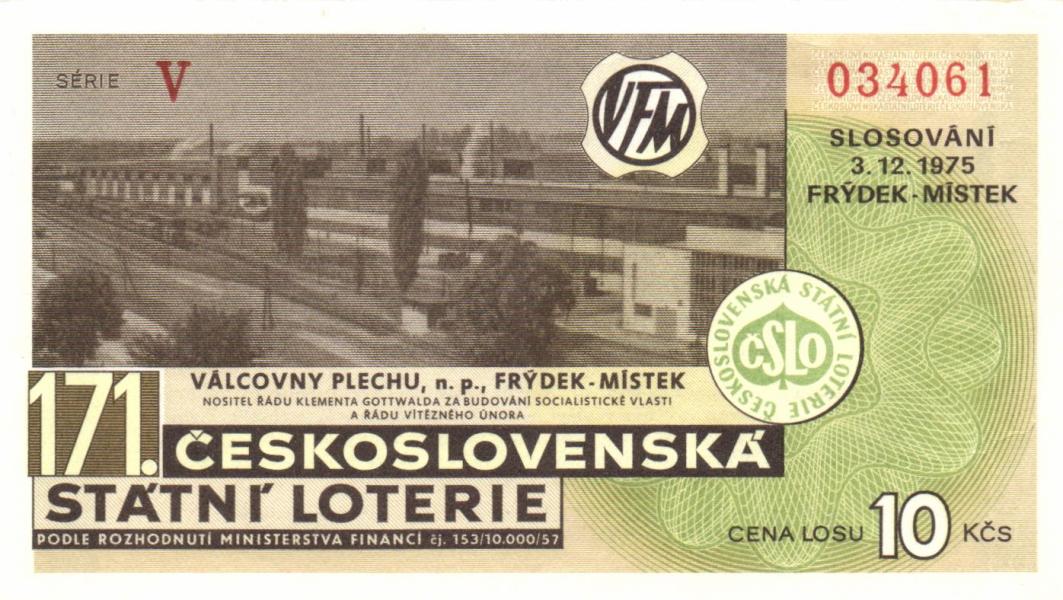 SÉRIE V
VFM
034061
SLOSOVÁNÍ
3. 12. 1975
FRÝDEK-MÍSTEK
ČESKOSLOVENSKÁ STÁTNÍ LOTERIE
ČSLO
171.
VÁLCOVNY PLECHU, n. p., FRÝDEK-MÍSTEK
NOSITEL ŘÁDU KLEMENTA GOTTWALDA ZA BUDOVÁNÍ SOCIALISTICKÉ VLASTI
A ŘÁDU VÍTĚZNÉHO ÚNORA
ČESKOSLOVENSKÁ
STÁTNÍ LOTERIE
PODLE ROZHODNUTÍ MINISTERSTVA FINANCÍ čj. 153/10.000/57
CENA LOSU 10 KČS